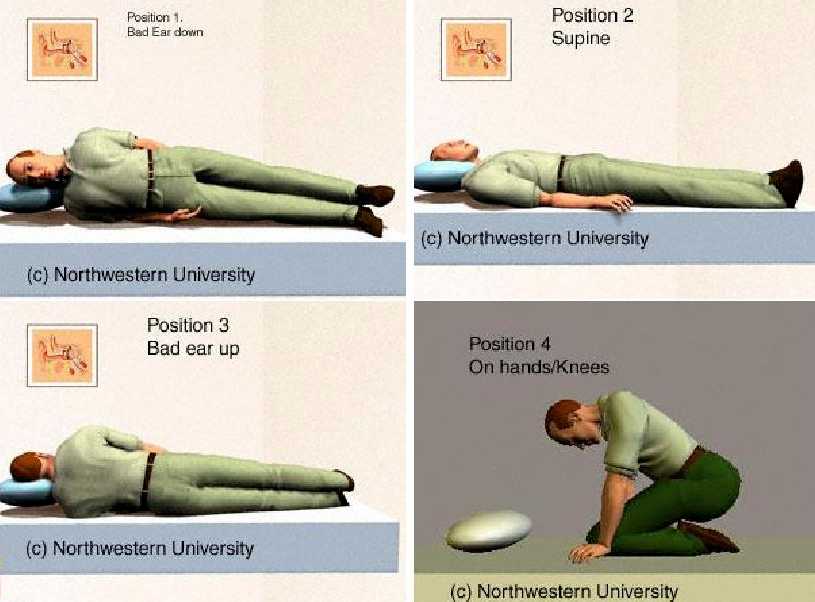 Position 1.
Bad Ear down
(c) Northwestern University
Position 2
Supine
(c) Northwestern University
Position 3
Bad ear up
(c) Northwestern University
Position 4
On hands/Knees
(c) Northwestern University